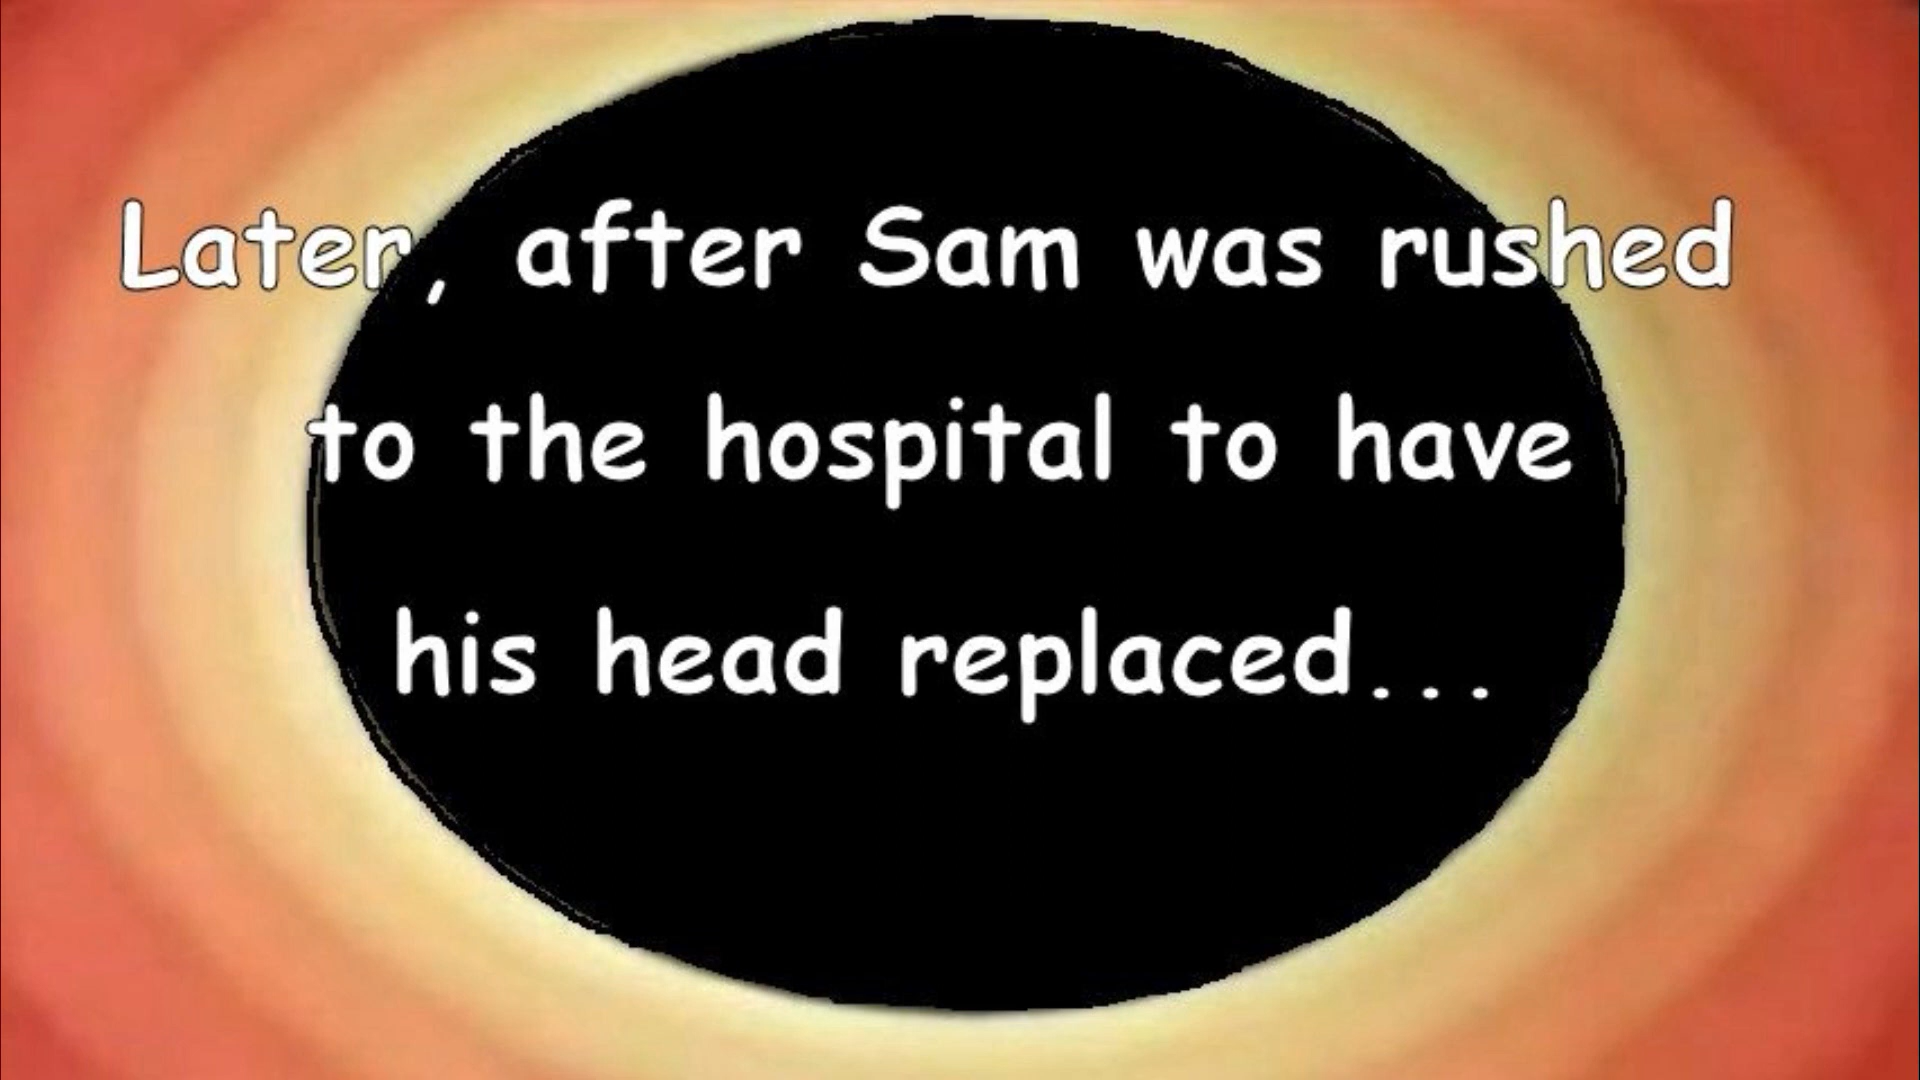 Later, after Sam was rushed
to the hospital to have
his head replaced...